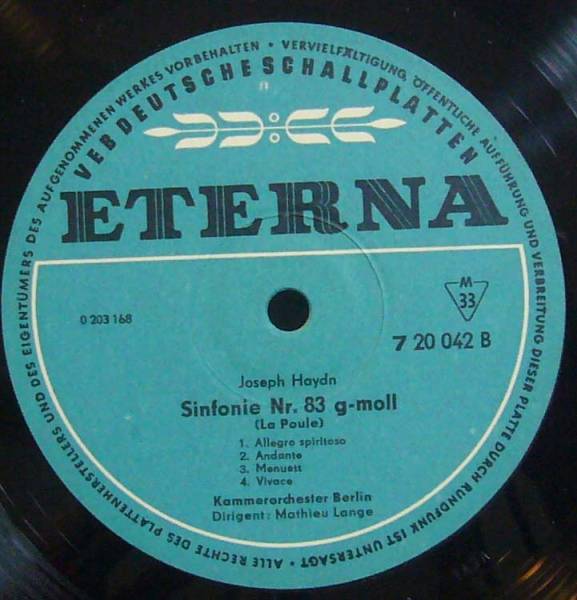 ALLE RECHTE DES PLATTENHERSTELLERS UND DES EIGENTÜMERS DES AUFGENOMMENEN WERKES VORBEHALTEN • VERVIELFÄLTIGUNG, ÖFFENTLICHE AUFFÜHRUNG UND VERBREITUNG DIESER PLATTE DURCH RUNDFUNK IST UNTERSAGT •
VEB DEUTSCHE SCHALLPLATTEN
ETERNA
M
33
0 203 168
7 20 042 B
Joseph Haydn
Sinfonie Nr. 83 g-moll
(La Poule)
1. Allegro spiritoso
2. Andante
3. Menuett
4. Vivace
Kammerorchester Berlin
Dirigent: Mathieu Lange